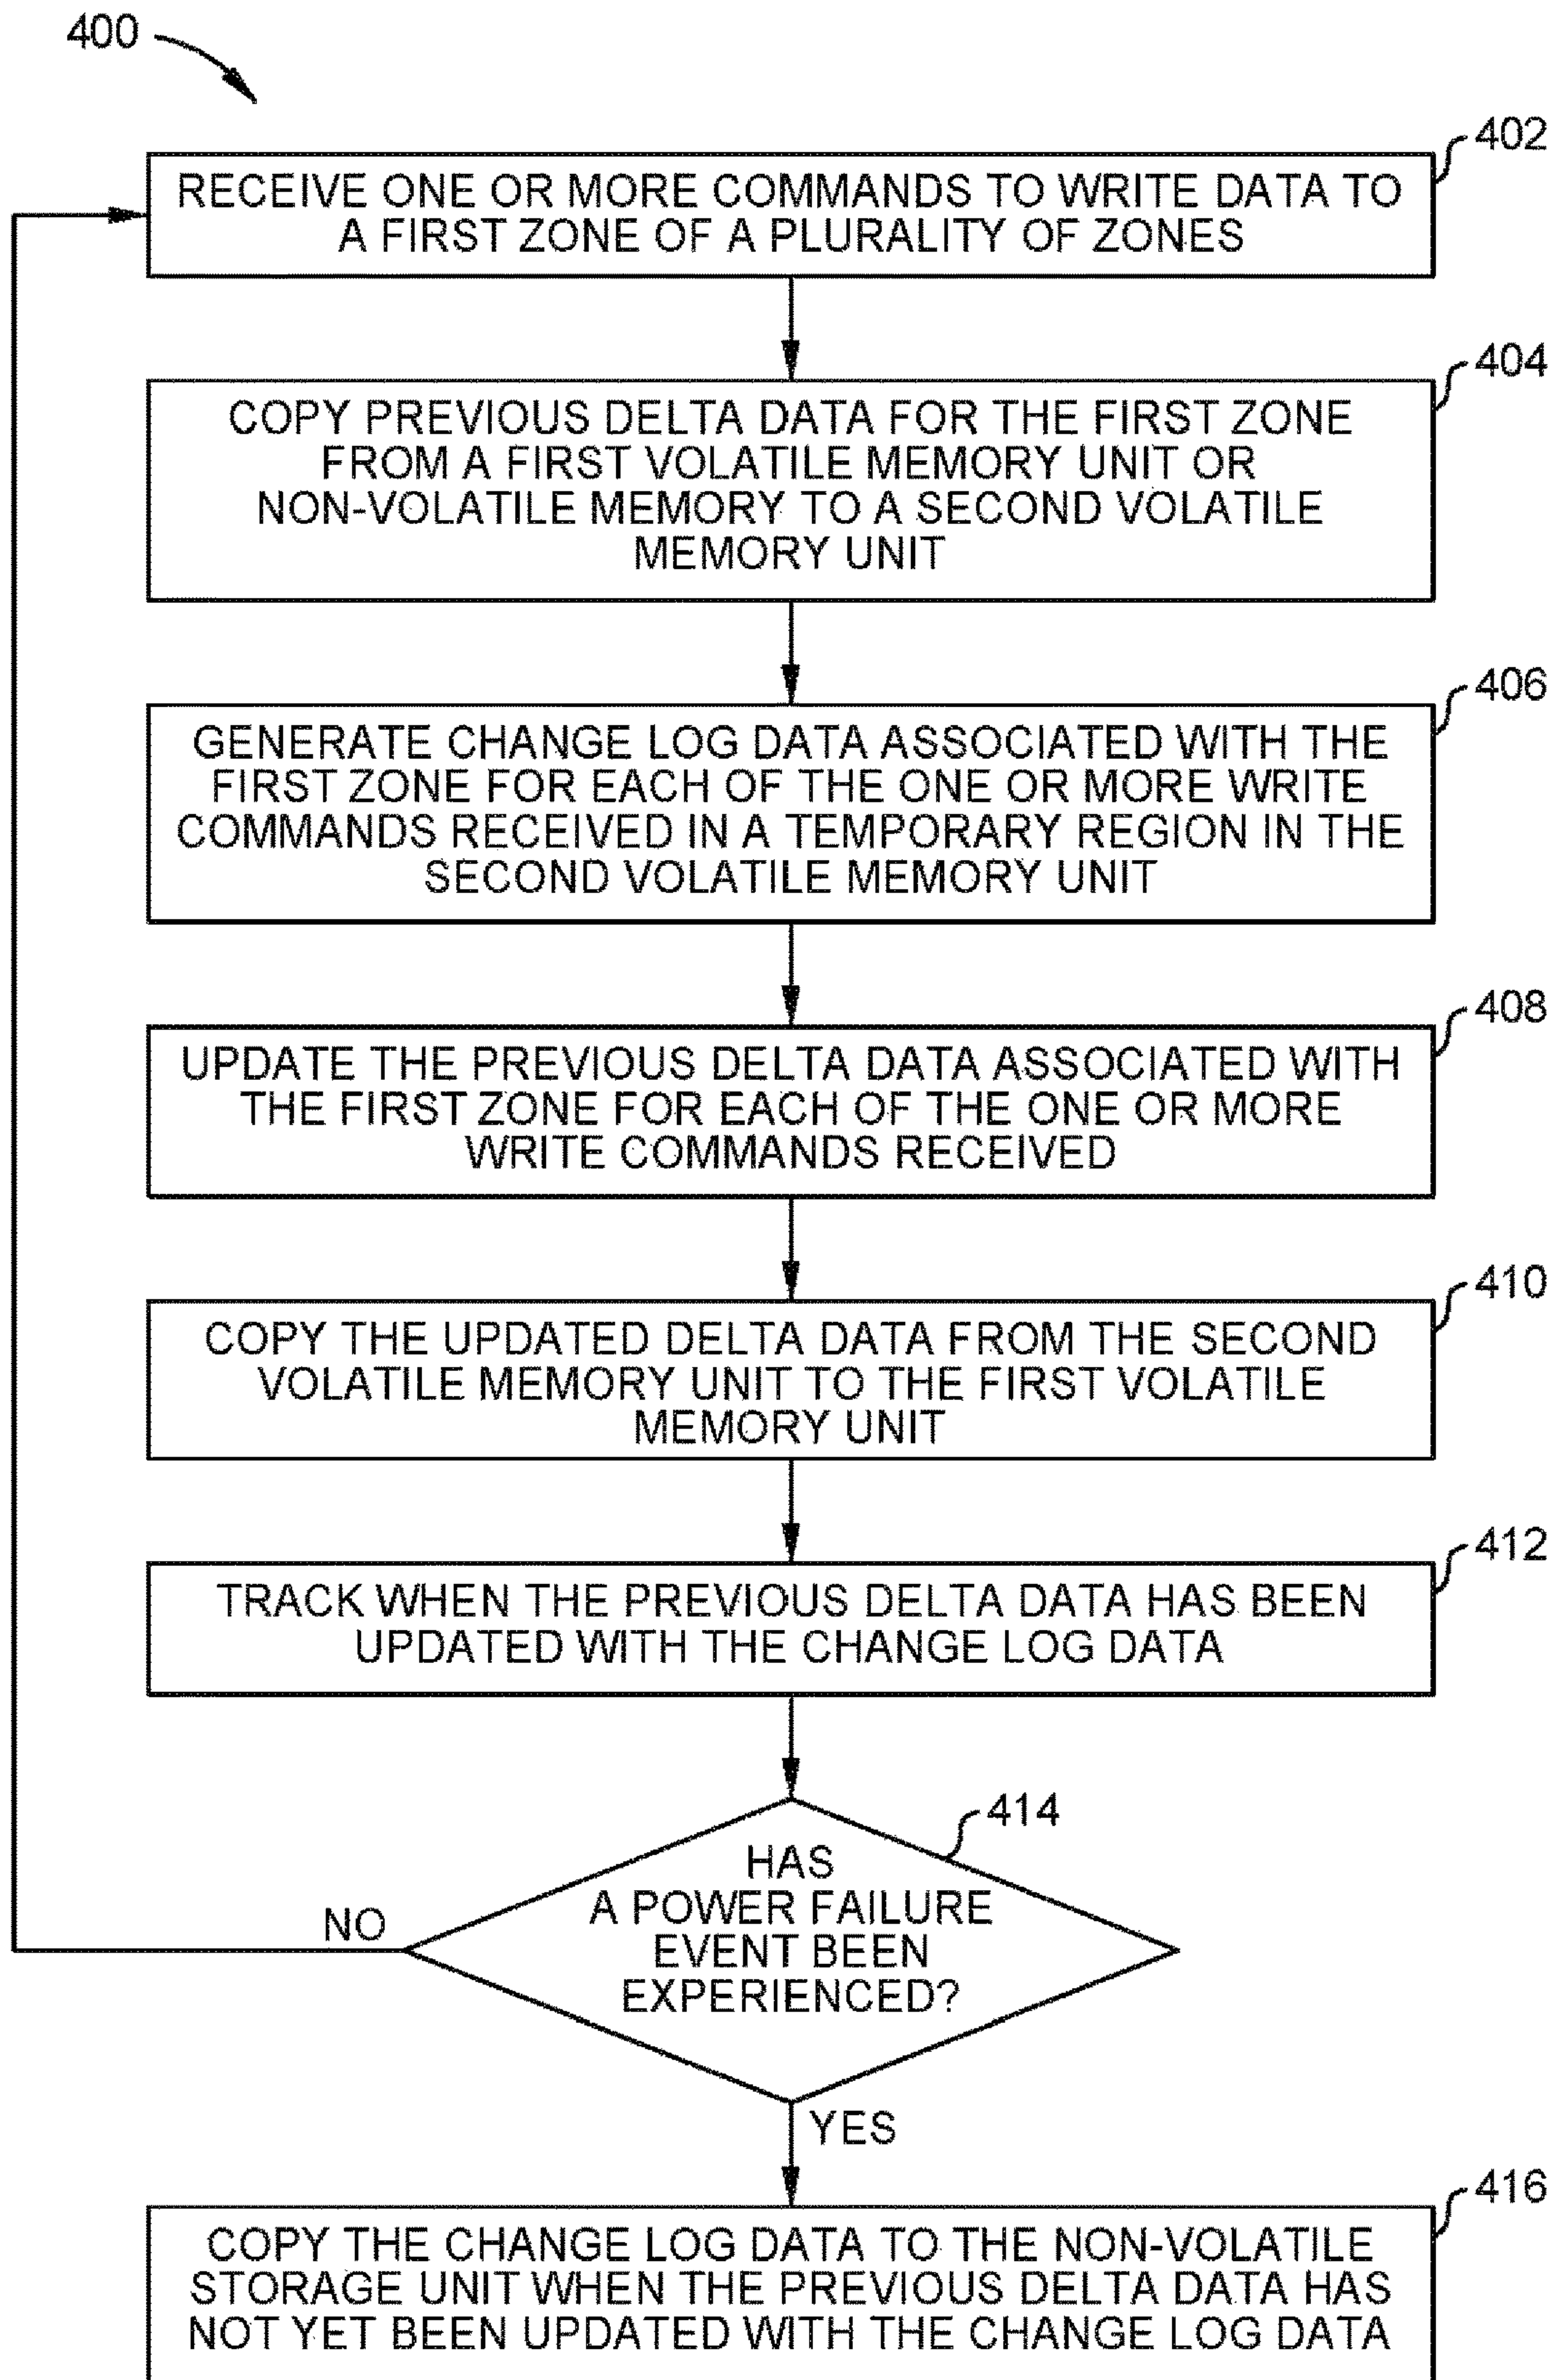 400
402
RECEIVE ONE OR MORE COMMANDS TO WRITE DATA TO
A FIRST ZONE OF A PLURALITY OF ZONES
404
COPY PREVIOUS DELTA DATA FOR THE FIRST ZONE
FROM A FIRST VOLATILE MEMORY UNIT OR
NON-VOLATILE MEMORY TO A SECOND VOLATILE
MEMORY UNIT
406
GENERATE CHANGE LOG DATA ASSOCIATED WITH THE
FIRST ZONE FOR EACH OF THE ONE OR MORE WRITE
COMMANDS RECEIVED IN A TEMPORARY REGION IN THE
SECOND VOLATILE MEMORY UNIT
408
UPDATE THE PREVIOUS DELTA DATA ASSOCIATED WITH
THE FIRST ZONE FOR EACH OF THE ONE OR MORE
WRITE COMMANDS RECEIVED
410
COPY THE UPDATED DELTA DATA FROM THE SECOND
VOLATILE MEMORY UNIT TO THE FIRST VOLATILE
MEMORY UNIT
412
TRACK WHEN THE PREVIOUS DELTA DATA HAS BEEN
UPDATED WITH THE CHANGE LOG DATA
414
HAS
A POWER FAILURE
EVENT BEEN
EXPERIENCED?
NO
YES
416
COPY THE CHANGE LOG DATA TO THE NON-VOLATILE
STORAGE UNIT WHEN THE PREVIOUS DELTA DATA HAS
NOT YET BEEN UPDATED WITH THE CHANGE LOG DATA